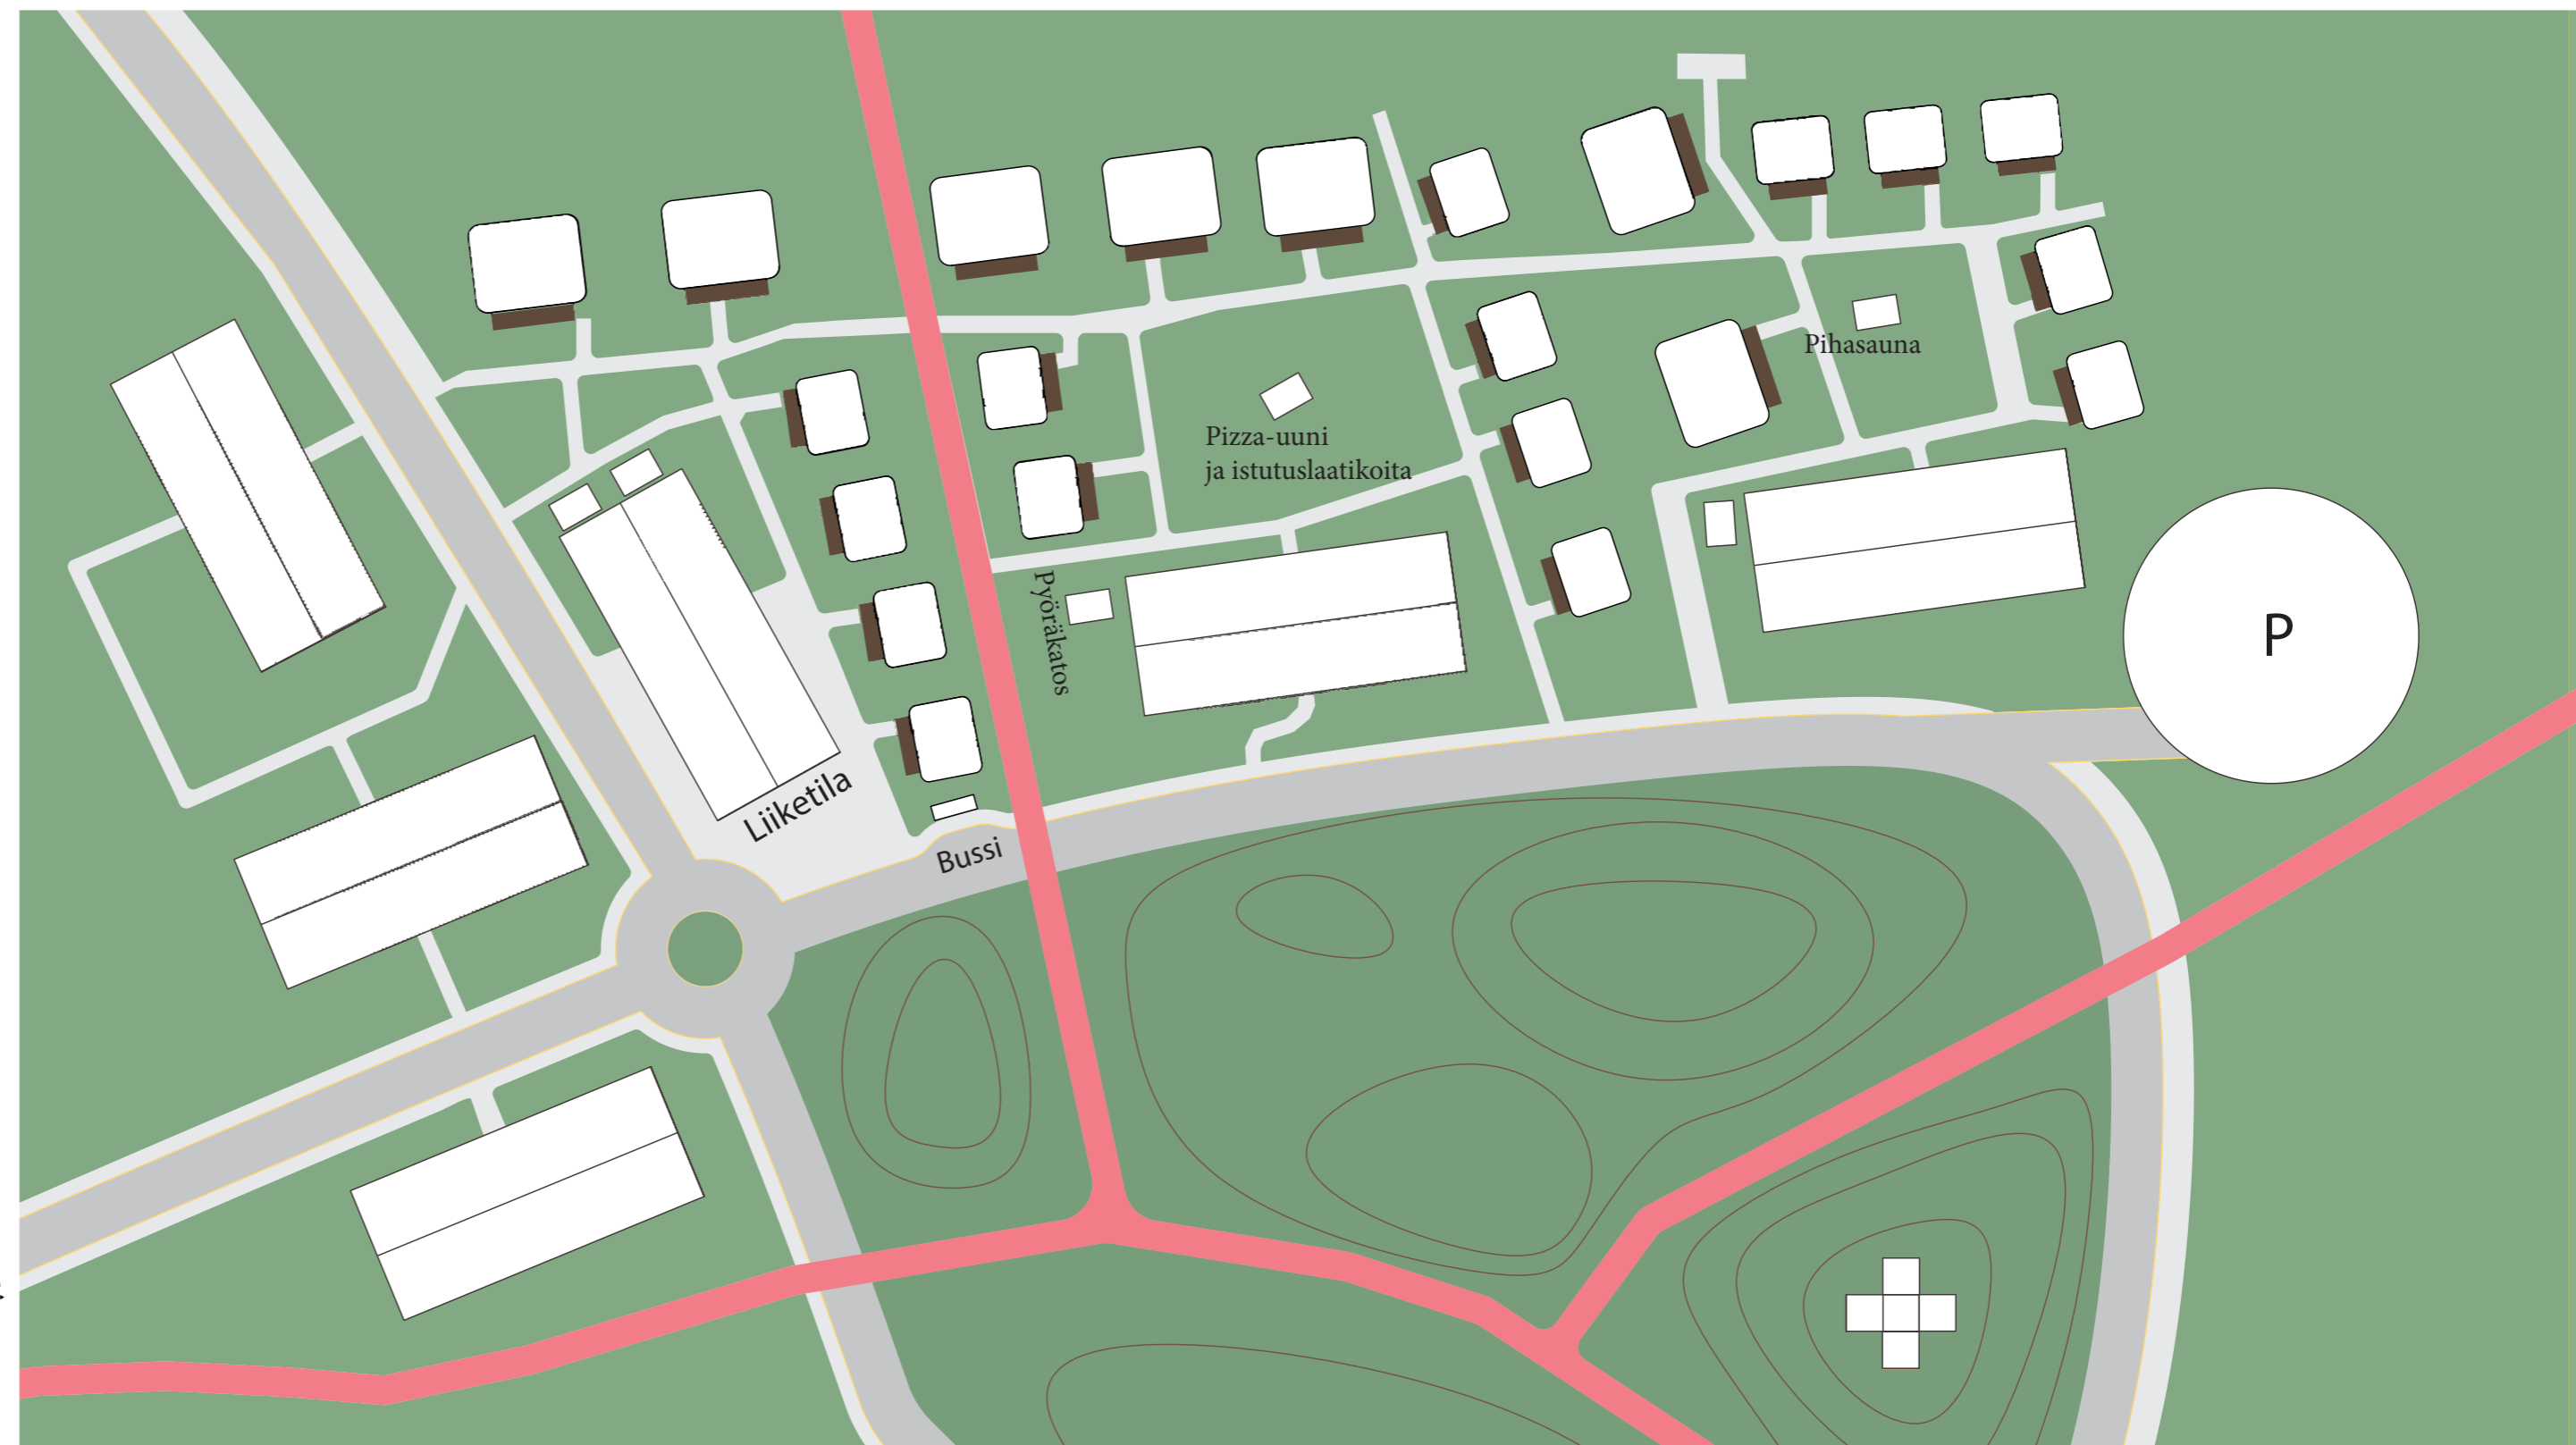 Pihasauna
Pizza-uuni
ja istutuslaatikoita
Pyöräkatos
P
Liiketila
Bussi